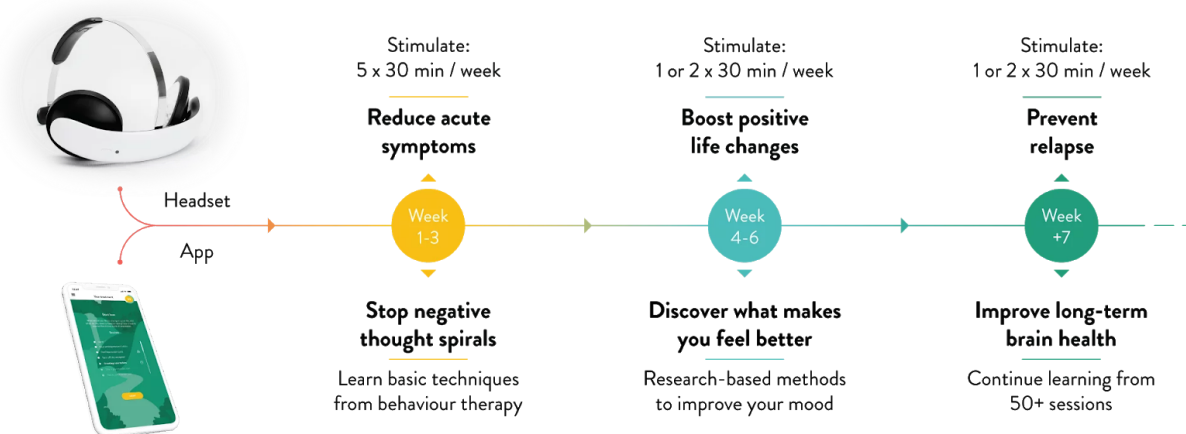 Stimulate:
5 x 30 min / week
Reduce acute
symptoms
Stimulate:
1 or 2 x 30 min / week
Boost positive
life changes
Stimulate:
1 or 2 x 30 min / week
Prevent
relapse
Headset
App
Week
1-3
Week
4-6
Week
+7
Stop negative
thought spirals
Learn basic techniques
from behaviour therapy
Discover what makes
you feel better
Research-based methods
to improve your mood
Improve long-term
brain health
Continue learning from
50+ sessions